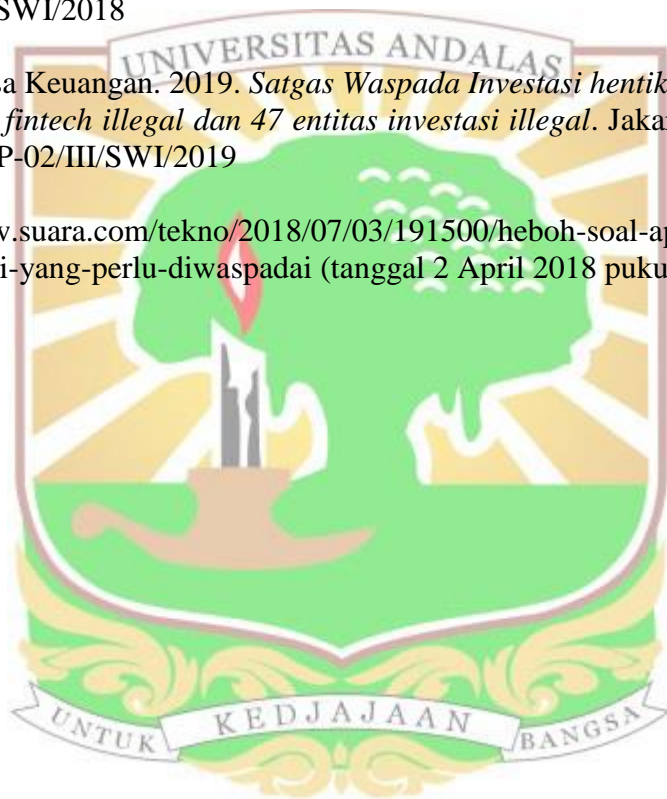 SWI/2018
UNIVERSITAS ANDALAS
sa Keuangan. 2019. Satgas Waspada Investasi hentik
fintech illegal dan 47 entitas investasi illegal. Jakar
P-02/III/SWI/2019
w.suara.com/tekno/2018/07/03/191500/heboh-soal-ap
i-yang-perlu-diwaspadai (tanggal 2 April 2018 puku
UNTUK KEDJAJAAN BANGSA